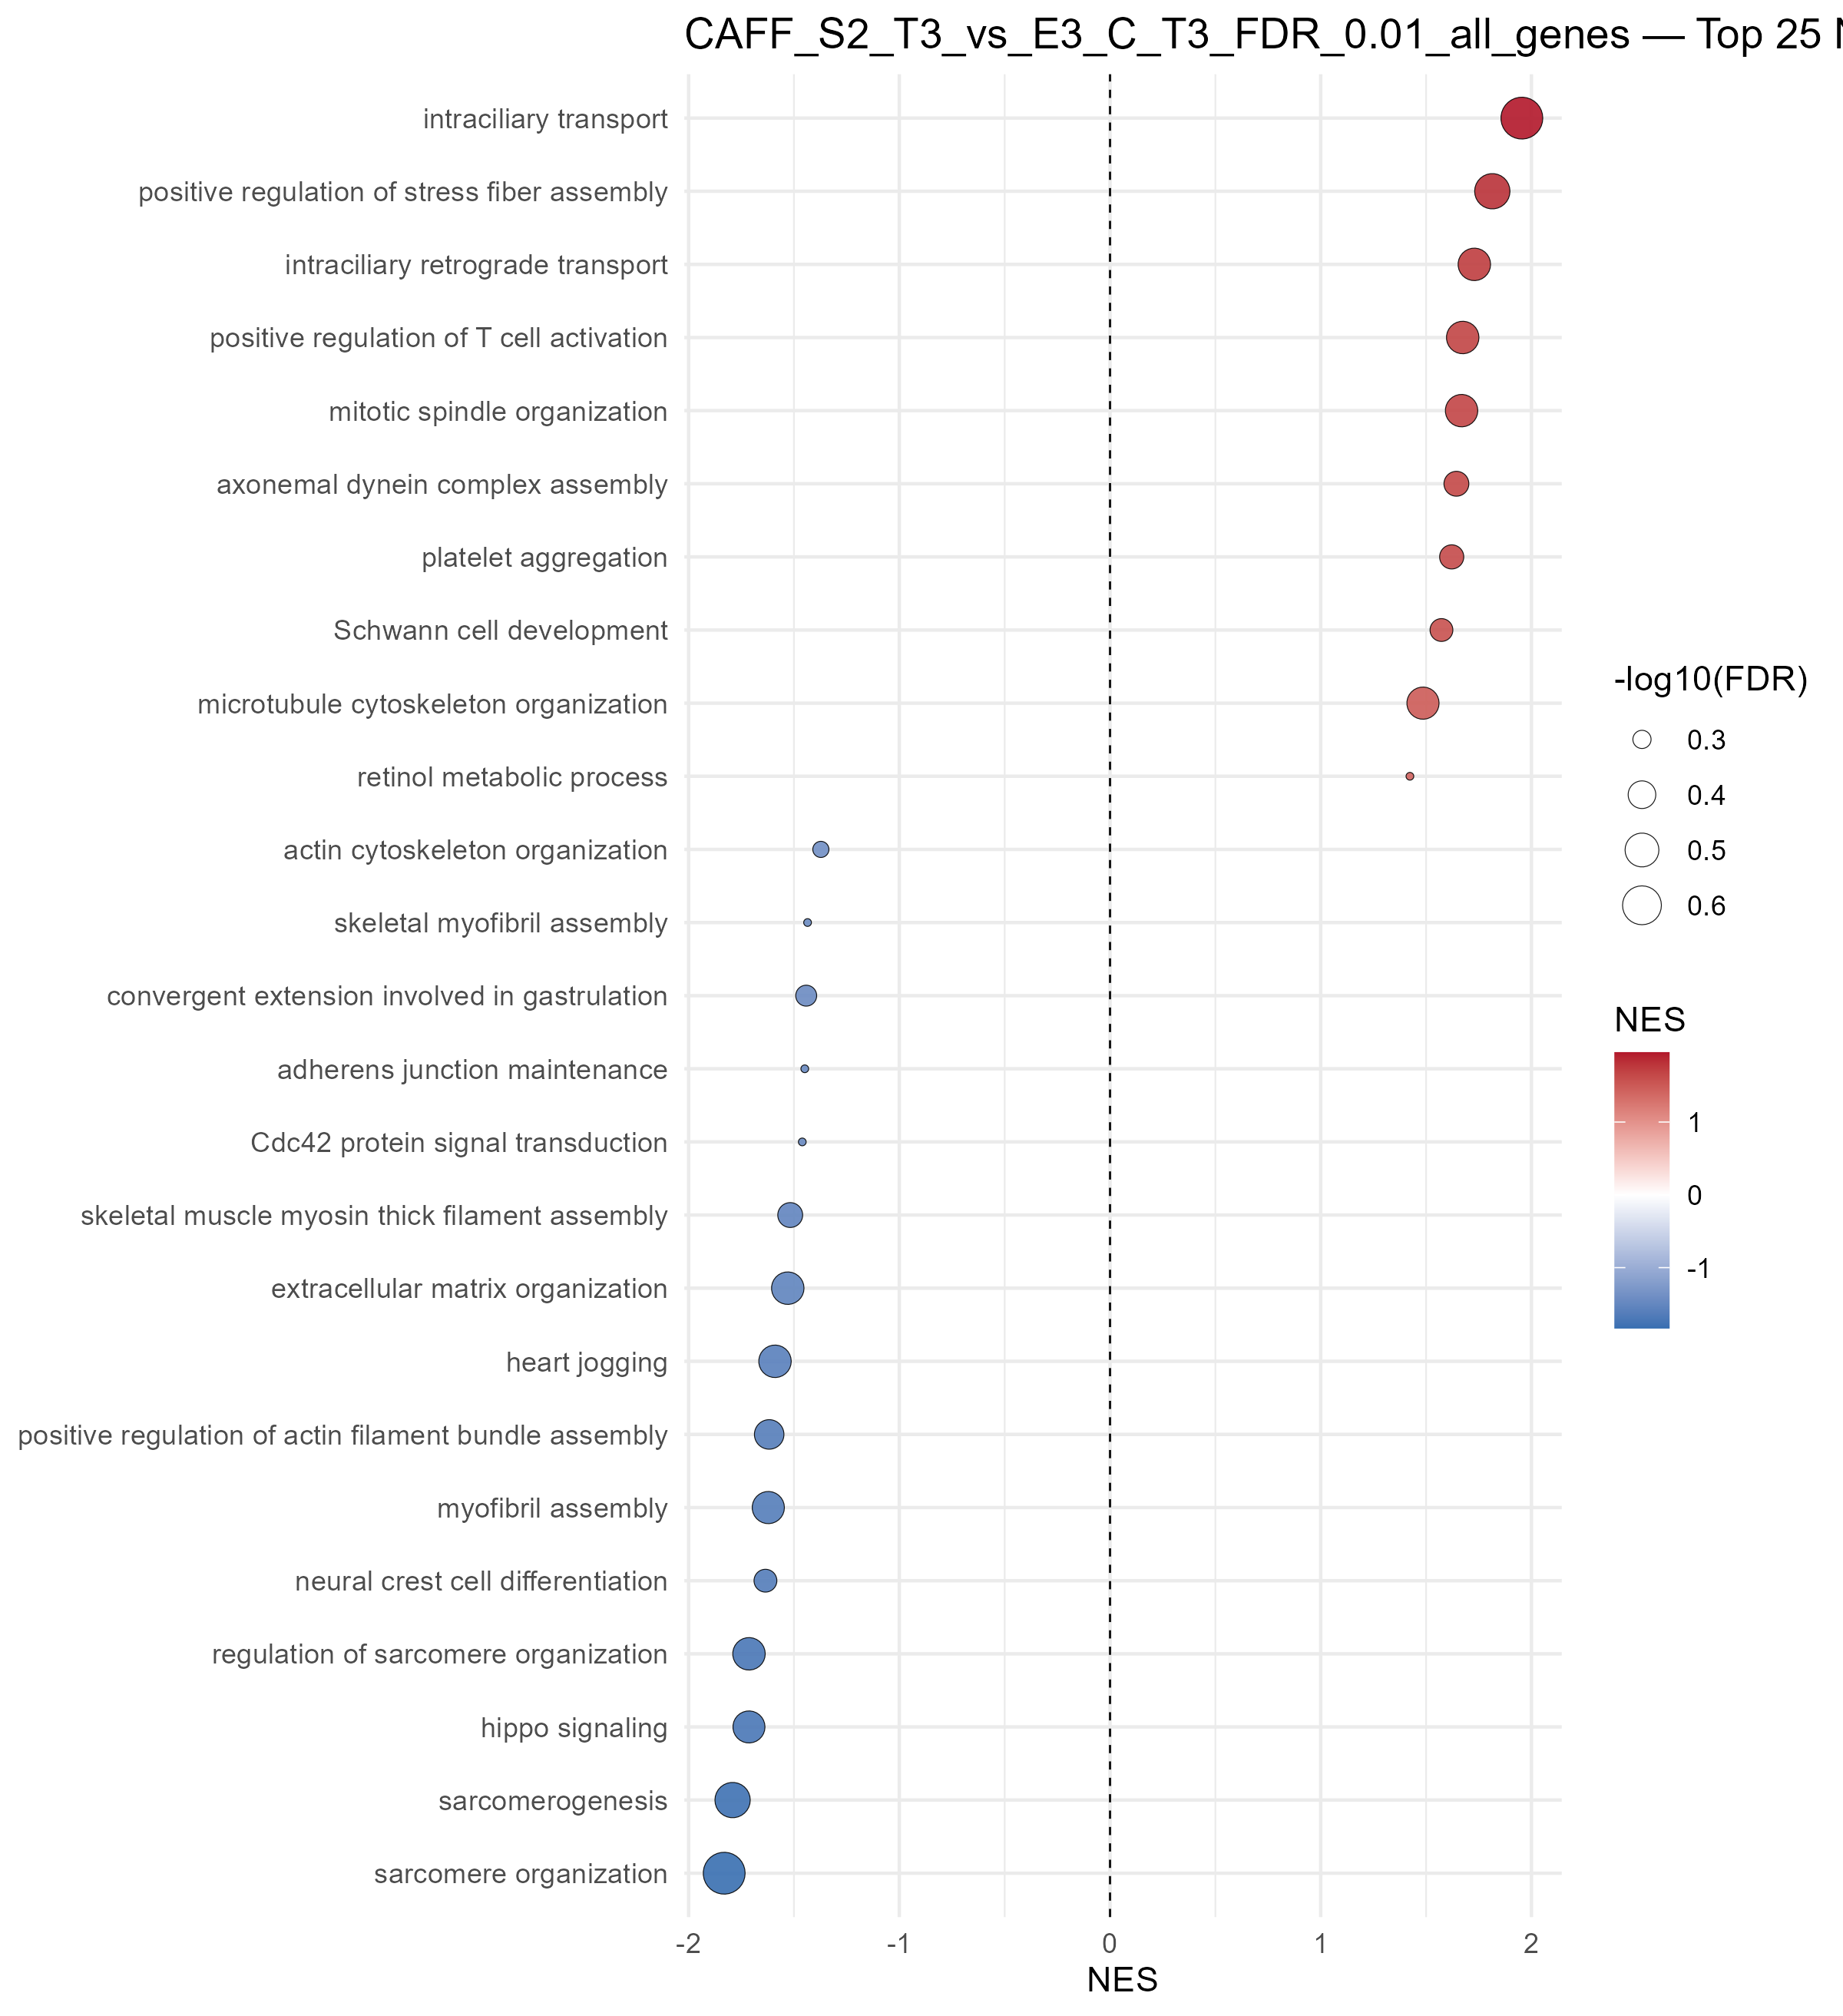 CAFF_S2_T3_vs_E3_C_T3_FDR_0.01_all_genes — Top 25
intraciliary transport
positive regulation of stress fiber assembly
intraciliary retrograde transport
positive regulation of T cell activation
mitotic spindle organization
axonemal dynein complex assembly
platelet aggregation
Schwann cell development
microtubule cytoskeleton organization
retinol metabolic process
actin cytoskeleton organization
skeletal myofibril assembly
convergent extension involved in gastrulation
adherens junction maintenance
Cdc42 protein signal transduction
skeletal muscle myosin thick filament assembly
extracellular matrix organization
heart jogging
positive regulation of actin filament bundle assembly
myofibril assembly
neural crest cell differentiation
regulation of sarcomere organization
hippo signaling
sarcomerogenesis
sarcomere organization
-2 -1 0 1 2
NES
-log10(FDR)
0.3
0.4
0.5
0.6
NES
1
0
-1